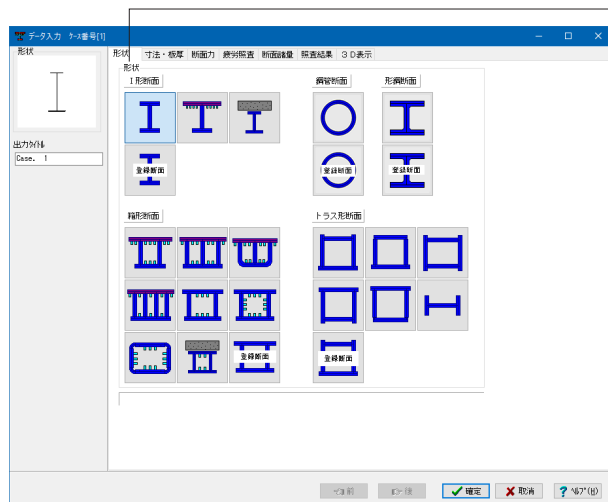 データ入力 ケース番号[1]
形状
出力タイトル
Case. 1
形状 寸法・板厚 断面力 疲労照査 断面諸量 照査結果 3D表示
形状
I形断面
登録断面
鋼管断面
登録断面
形鋼断面
登録断面
箱形断面
登録断面
トラス形断面
登録断面
前 後 確定 取消 ヘルプ(H)